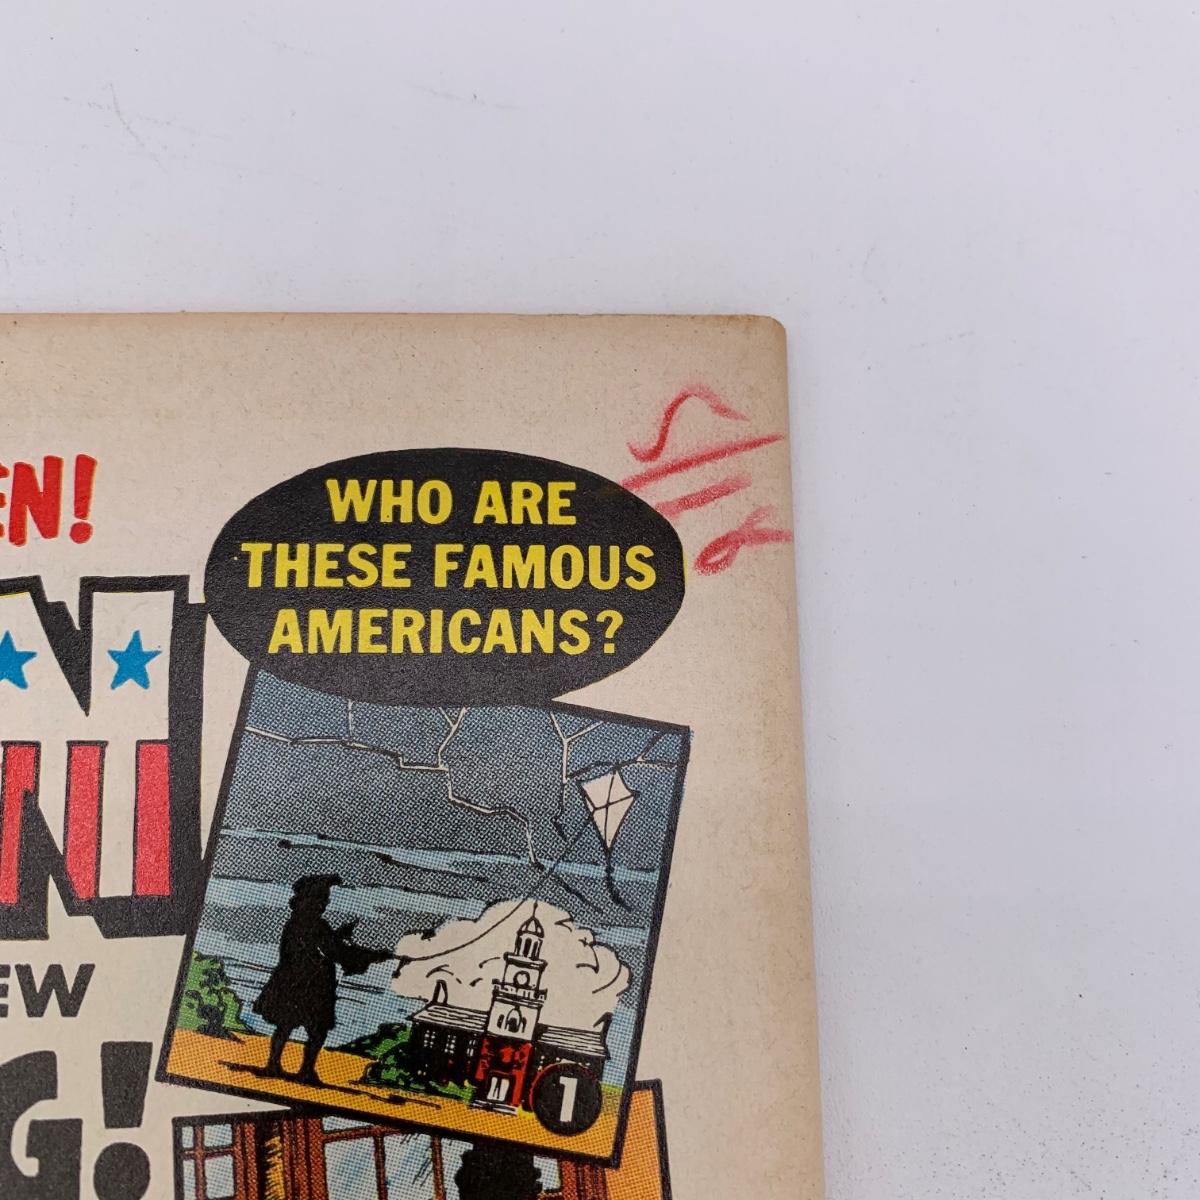 EN!
WHO ARE
THESE FAMOUS
AMERICANS?
N
EW
G!
1